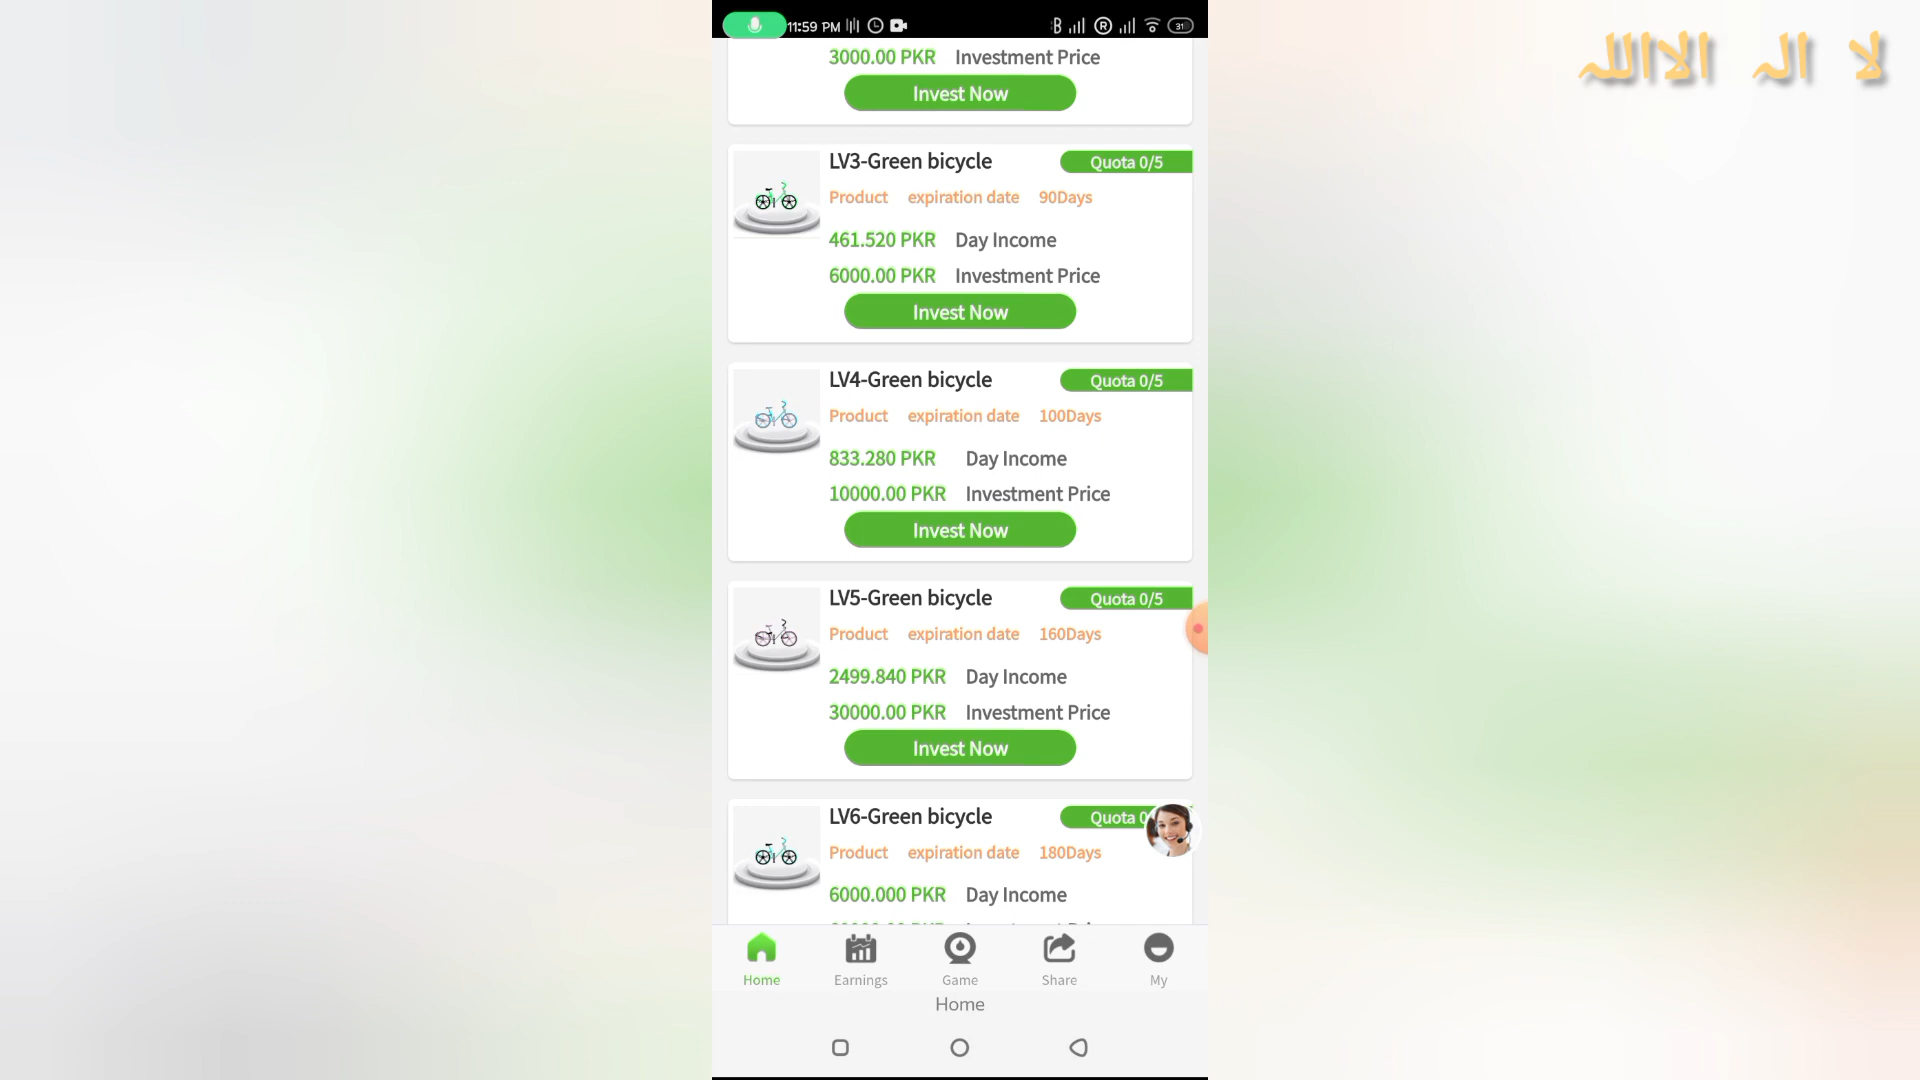 11:59 PM
31
لا الہ الااللہ
3000.00 PKR Investment Price
Invest Now
LV3-Green bicycle Quota 0/5
Product expiration date 90Days
461.520 PKR Day Income
6000.00 PKR Investment Price
Invest Now
LV4-Green bicycle Quota 0/5
Product expiration date 100Days
833.280 PKR Day Income
10000.00 PKR Investment Price
Invest Now
LV5-Green bicycle Quota 0/5
Product expiration date 160Days
2499.840 PKR Day Income
30000.00 PKR Investment Price
Invest Now
LV6-Green bicycle Quota
Product expiration date 180Days
6000.000 PKR Day Income
Home Earnings Game Share My
Home